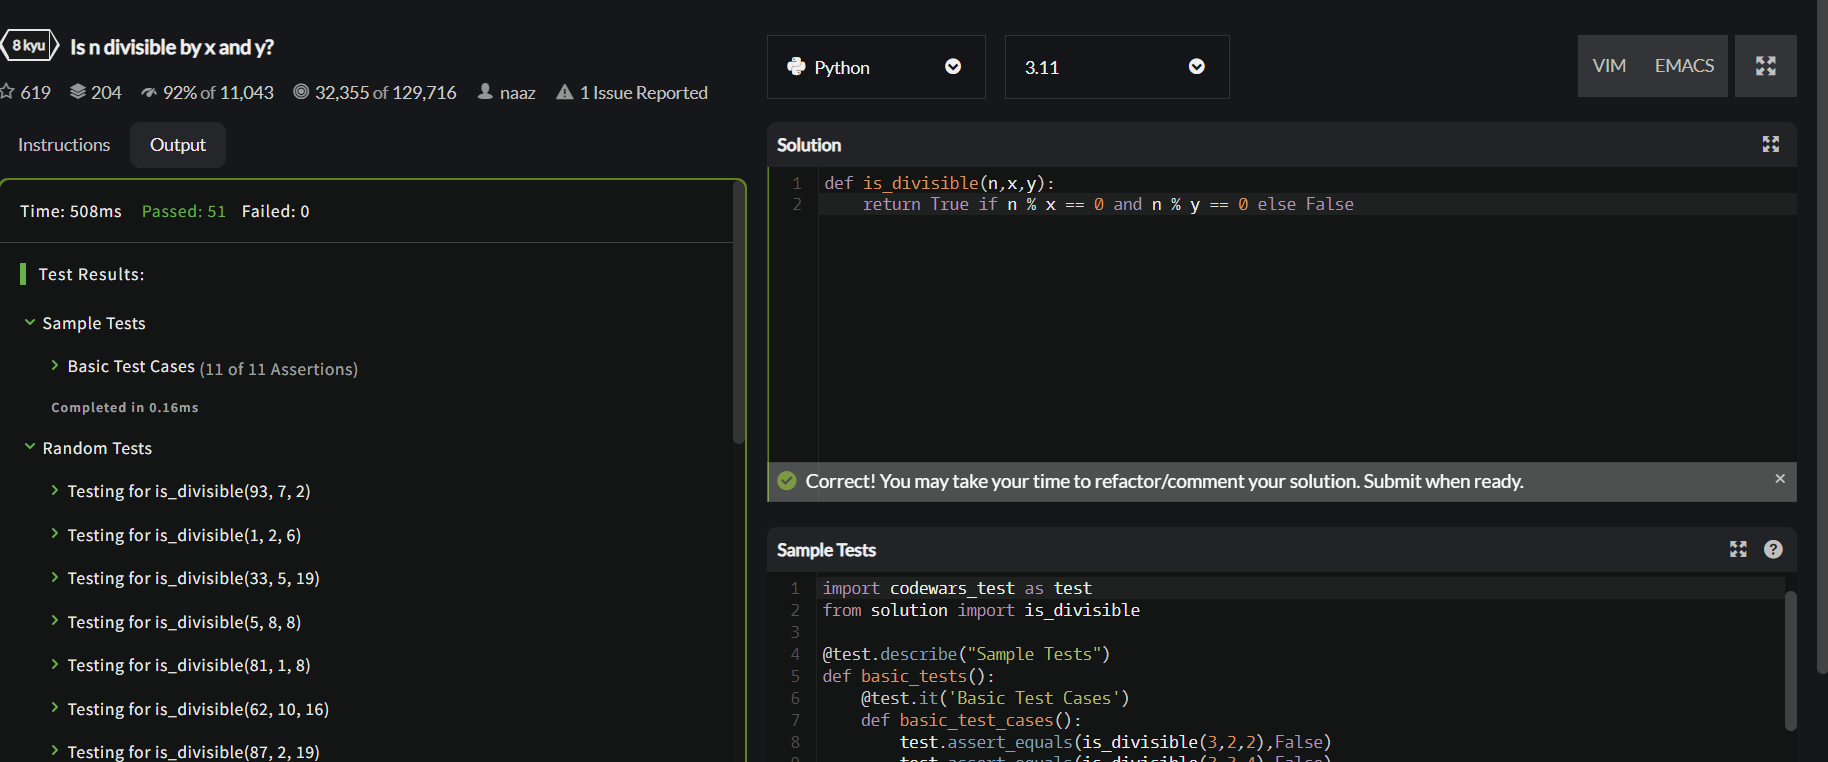 8 kyu Is n divisible by x and y?
619 204 92% of 11,043 32,355 of 129,716 naaz 1 Issue Reported
Instructions Output
Time: 508ms Passed: 51 Failed: 0
Test Results:
Sample Tests
Basic Test Cases (11 of 11 Assertions)
Completed in 0.16ms
Random Tests
Testing for is_divisible(93, 7, 2)
Testing for is_divisible(1, 2, 6)
Testing for is_divisible(33, 5, 19)
Testing for is_divisible(5, 8, 8)
Testing for is_divisible(81, 1, 8)
Testing for is_divisible(62, 10, 16)
Testing for is_divisible(87, 2, 19)
Python 3.11 VIM EMACS
Solution
1 def is_divisible(n,x,y):
2 return True if n % x == 0 and n % y == 0 else False
Correct! You may take your time to refactor/comment your solution. Submit when ready. ×
Sample Tests ?
1 import codewars_test as test
2 from solution import is_divisible
3
4 @test.describe("Sample Tests")
5 def basic_tests():
6 @test.it('Basic Test Cases')
7 def basic_test_cases():
8 test.assert_equals(is_divisible(3,2,2),False)